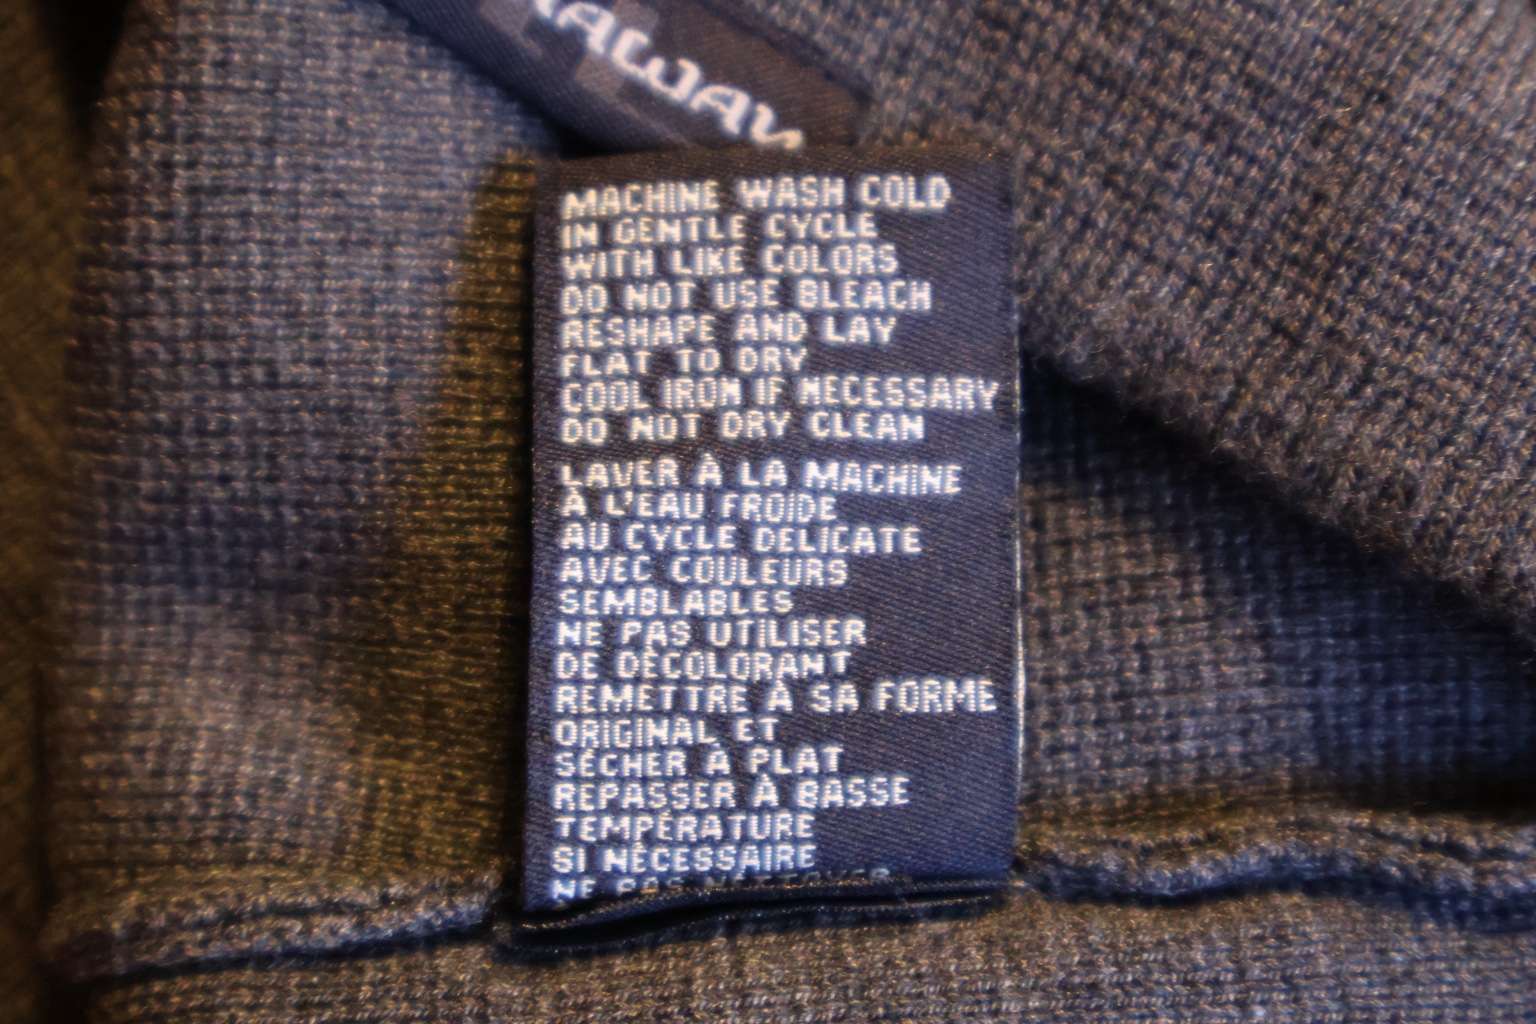 MACHINE WASH COLD
IN GENTLE CYCLE
WITH LIKE COLORS
DO NOT USE BLEACH
RESHAPE AND LAY
FLAT TO DRY
COOL IRON IF NECESSARY
DO NOT DRY CLEAN
LAVER À LA MACHINE
À L'EAU FROIDE
AU CYCLE DELICATE
AVEC COULEURS
SEMBLABLES
NE PAS UTILISER
DE DÉCOLORANT
REMETTRE À SA FORME
ORIGINAL ET
SÉCHER À PLAT
REPASSER À BASSE
TEMPÉRATURE
SI NÉCESSAIRE
NE PAS